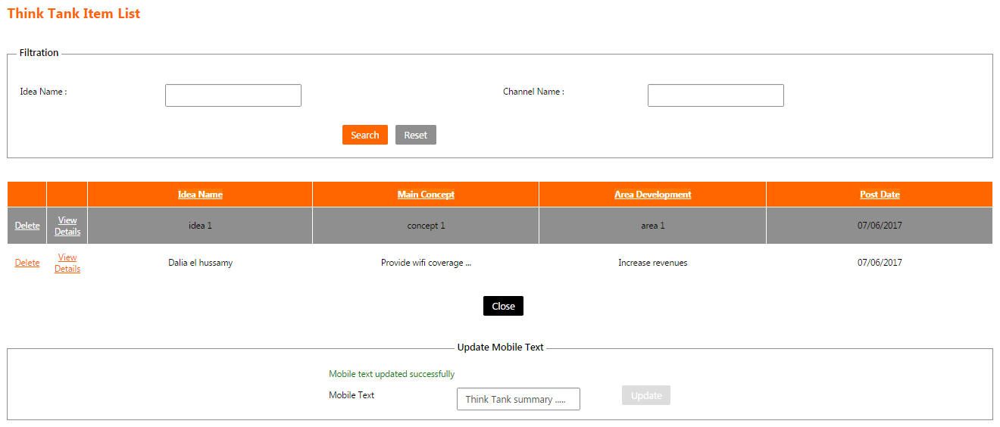 Think Tank Item List
Filtration
Idea Name :
Channel Name :
Search Reset
Idea Name Main Concept Area Development Post Date
Delete View Details idea 1 concept 1 area 1 07/06/2017
Delete View Details Dalia el hussamy Provide wifi coverage ... Increase revenues 07/06/2017
Close
Update Mobile Text
Mobile text updated successfully
Mobile Text Think Tank summary ..... Update